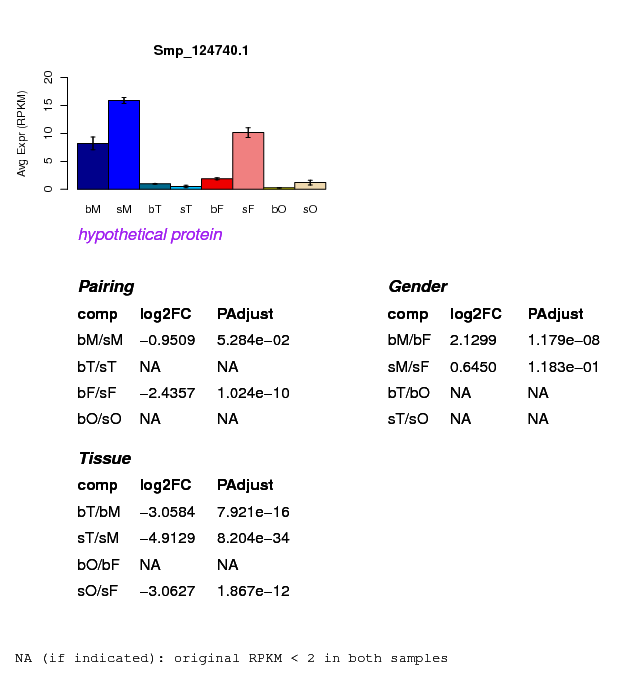 Smp_124740.1
Avg Expr (RPKM)
20
15
10
5
0
bM sM bT sT bF sF bO sO
hypothetical protein
Pairing
comp log2FC PAdjust
bM/sM −0.9509 5.284e−02
bT/sT NA NA
bF/sF −2.4357 1.024e−10
bO/sO NA NA
Gender
comp log2FC PAdjust
bM/bF 2.1299 1.179e−08
sM/sF 0.6450 1.183e−01
bT/bO NA NA
sT/sO NA NA
Tissue
comp log2FC PAdjust
bT/bM −3.0584 7.921e−16
sT/sM −4.9129 8.204e−34
bO/bF NA NA
sO/sF −3.0627 1.867e−12
NA (if indicated): original RPKM < 2 in both samples